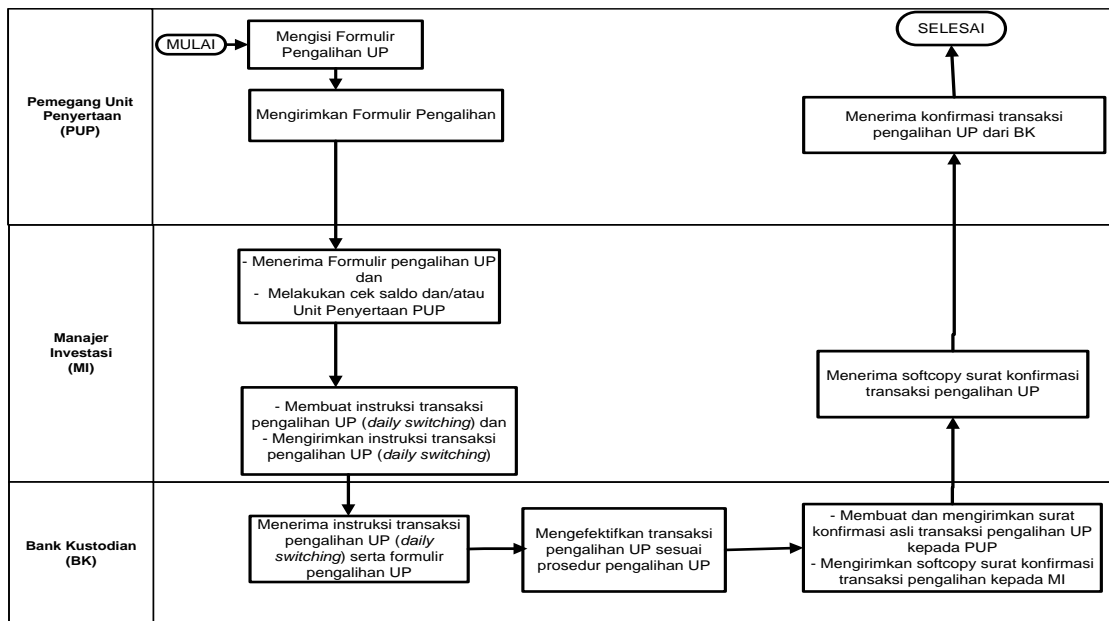 Pemegang Unit
Penyertaan
(PUP)
MULAI
Mengisi Formulir
Pengalihan UP
Mengirimkan Formulir Pengalihan
SELESAI
Menerima konfirmasi transaksi
pengalihan UP dari BK
Manajer
Investasi
(MI)
- Menerima Formulir pengalihan UP
dan
- Melakukan cek saldo dan/atau
Unit Penyertaan PUP
- Membuat instruksi transaksi
pengalihan UP (daily switching) dan
- Mengirimkan instruksi transaksi
pengalihan UP (daily switching)
Menerima softcopy surat konfirmasi
transaksi pengalihan UP
Bank Kustodian
(BK)
Menerima instruksi transaksi
pengalihan UP (daily
switching) serta formulir
pengalihan UP
Mengefektifkan transaksi
pengalihan UP sesuai
prosedur pengalihan UP
- Membuat dan mengirimkan surat
konfirmasi asli transaksi pengalihan UP
kepada PUP
- Mengirimkan softcopy surat konfirmasi
transaksi pengalihan kepada MI